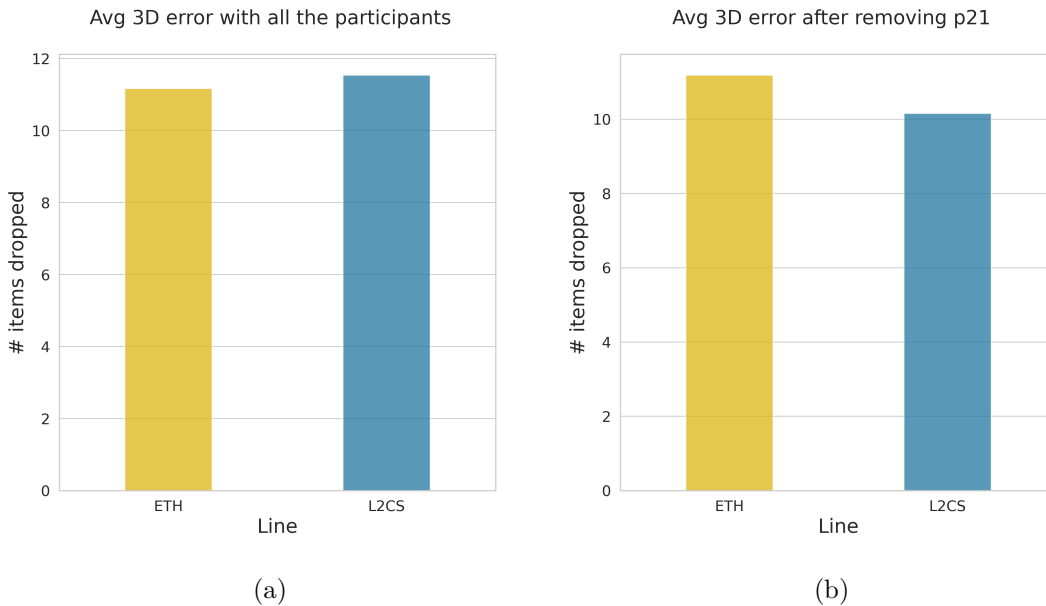 Avg 3D error with all the participants
12
10
8
6
4
2
0
# items dropped
ETH L2CS
Line
(a)
Avg 3D error after removing p21
10
8
6
4
2
0
# items dropped
ETH L2CS
Line
(b)